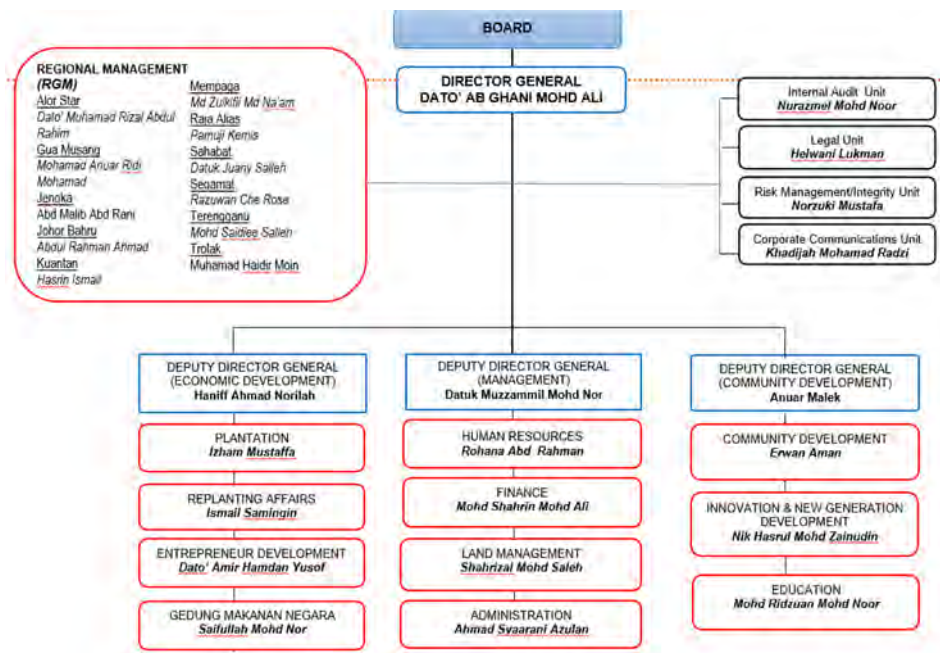 BOARD
DIRECTOR GENERAL
DATO' AB GHANI MOHD ALI
REGIONAL MANAGEMENT
(RGM)
Alor Star
Dato' Muhamad Rizal Abdul
Rahim
Gua Musang
Mohamad Anuar Ridi
Mohamad
Jengka
Abd Malib Abd Rani
Johor Bahru
Abdul Rahman Ahmad
Kuantan
Hasrin Ismail
Mempaga
Md Zulkifli Md Na'am
Raja Alias
Pamuji Kemis
Sahabat
Datuk Juany Salleh
Segamat
Razuwan Che Rose
Terengganu
Mohd Saidiee Salleh
Trolak
Muhamad Haidir Moin
Internal Audit Unit
Nurazmel Mohd Noor
Legal Unit
Helwani Lukman
Risk Management/Integrity Unit
Norzuki Mustafa
Corporate Communications Unit
Khadijah Mohamad Radzi
DEPUTY DIRECTOR GENERAL
(ECONOMIC DEVELOPMENT)
Haniff Ahmad Norilah
PLANTATION
Izham Mustaffa
REPLANTING AFFAIRS
Ismail Samingin
ENTREPRENEUR DEVELOPMENT
Dato' Amir Hamdan Yusof
GEDUNG MAKANAN NEGARA
Saifullah Mohd Nor
DEPUTY DIRECTOR GENERAL
(MANAGEMENT)
Datuk Muzzammil Mohd Nor
HUMAN RESOURCES
Rohana Abd Rahman
FINANCE
Mohd Shahrin Mohd Ali
LAND MANAGEMENT
Shahrizal Mohd Saleh
ADMINISTRATION
Ahmad Syaarani Azulan
DEPUTY DIRECTOR GENERAL
(COMMUNITY DEVELOPMENT)
Anuar Malek
COMMUNITY DEVELOPMENT
Erwan Aman
INNOVATION & NEW GENERATION
DEVELOPMENT
Nik Hasrul Mohd Zainudin
EDUCATION
Mohd Ridzuan Mohd Noor